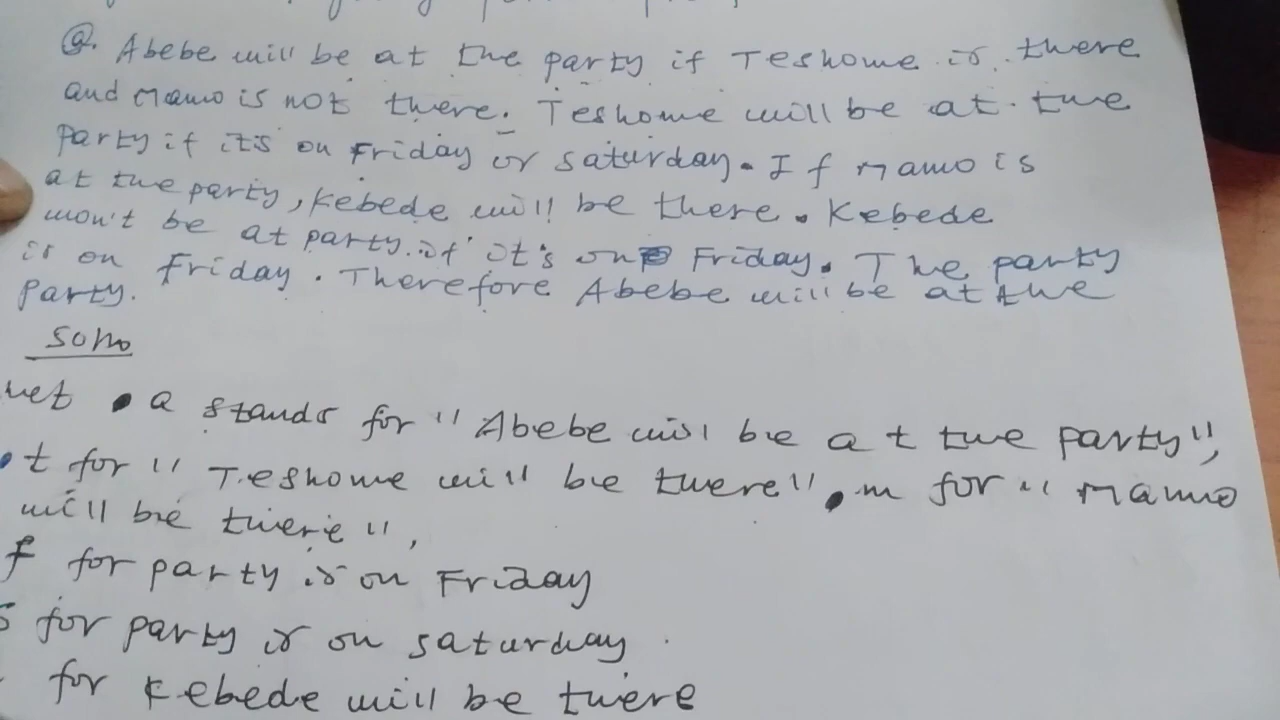 Q. Abebe will be at the party if Teshome is there
and Mamo is not there. Teshome will be at the
party if it's on Friday or saturday. If Mamo is
at the party, Kebede will be there. Kebede
won't be at party if it's on Friday. The party
is on Friday. Therefore Abebe will be at the
party.
Soln
Let a stands for "Abebe will be at the party",
t for "Teshome will be there", m for "Mamo
will be there",
f for party is on Friday
s for party is on saturday.
for Kebede will be there